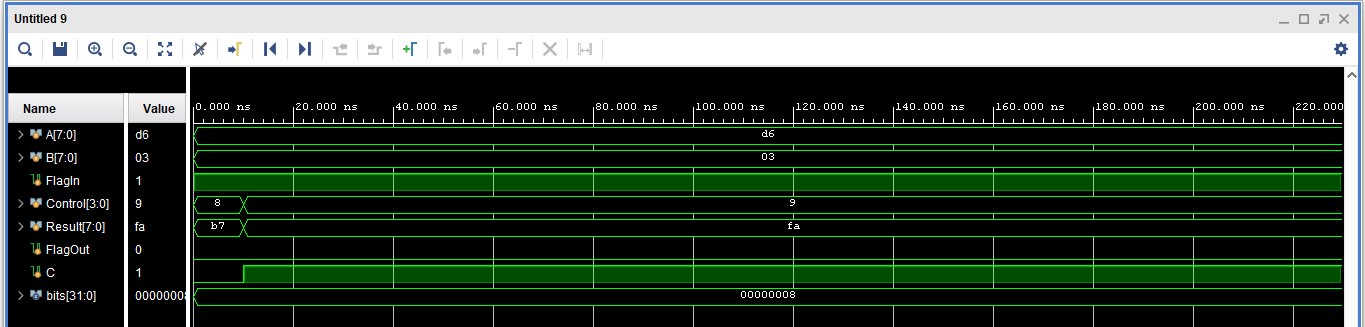 Untitled 9
Name Value 0.000 ns 20.000 ns 40.000 ns 60.000 ns 80.000 ns 100.000 ns 120.000 ns 140.000 ns 160.000 ns 180.000 ns 200.000 ns 220.000
A[7:0] d6 d6
B[7:0] 03 03
FlagIn 1
Control[3:0] 9 8 9
Result[7:0] fa b7 fa
FlagOut 0
C 1
bits[31:0] 00000008 00000008